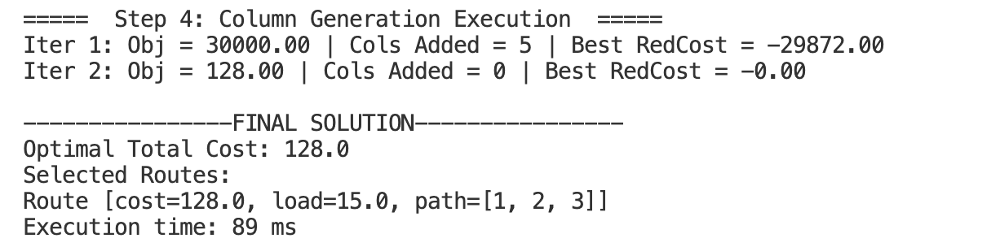 =====  Step 4: Column Generation Execution  =====
Iter 1: Obj = 30000.00 | Cols Added = 5 | Best RedCost = -29872.00
Iter 2: Obj = 128.00 | Cols Added = 0 | Best RedCost = -0.00
----------------FINAL SOLUTION----------------
Optimal Total Cost: 128.0
Selected Routes:
Route [cost=128.0, load=15.0, path=[1, 2, 3]]
Execution time: 89 ms